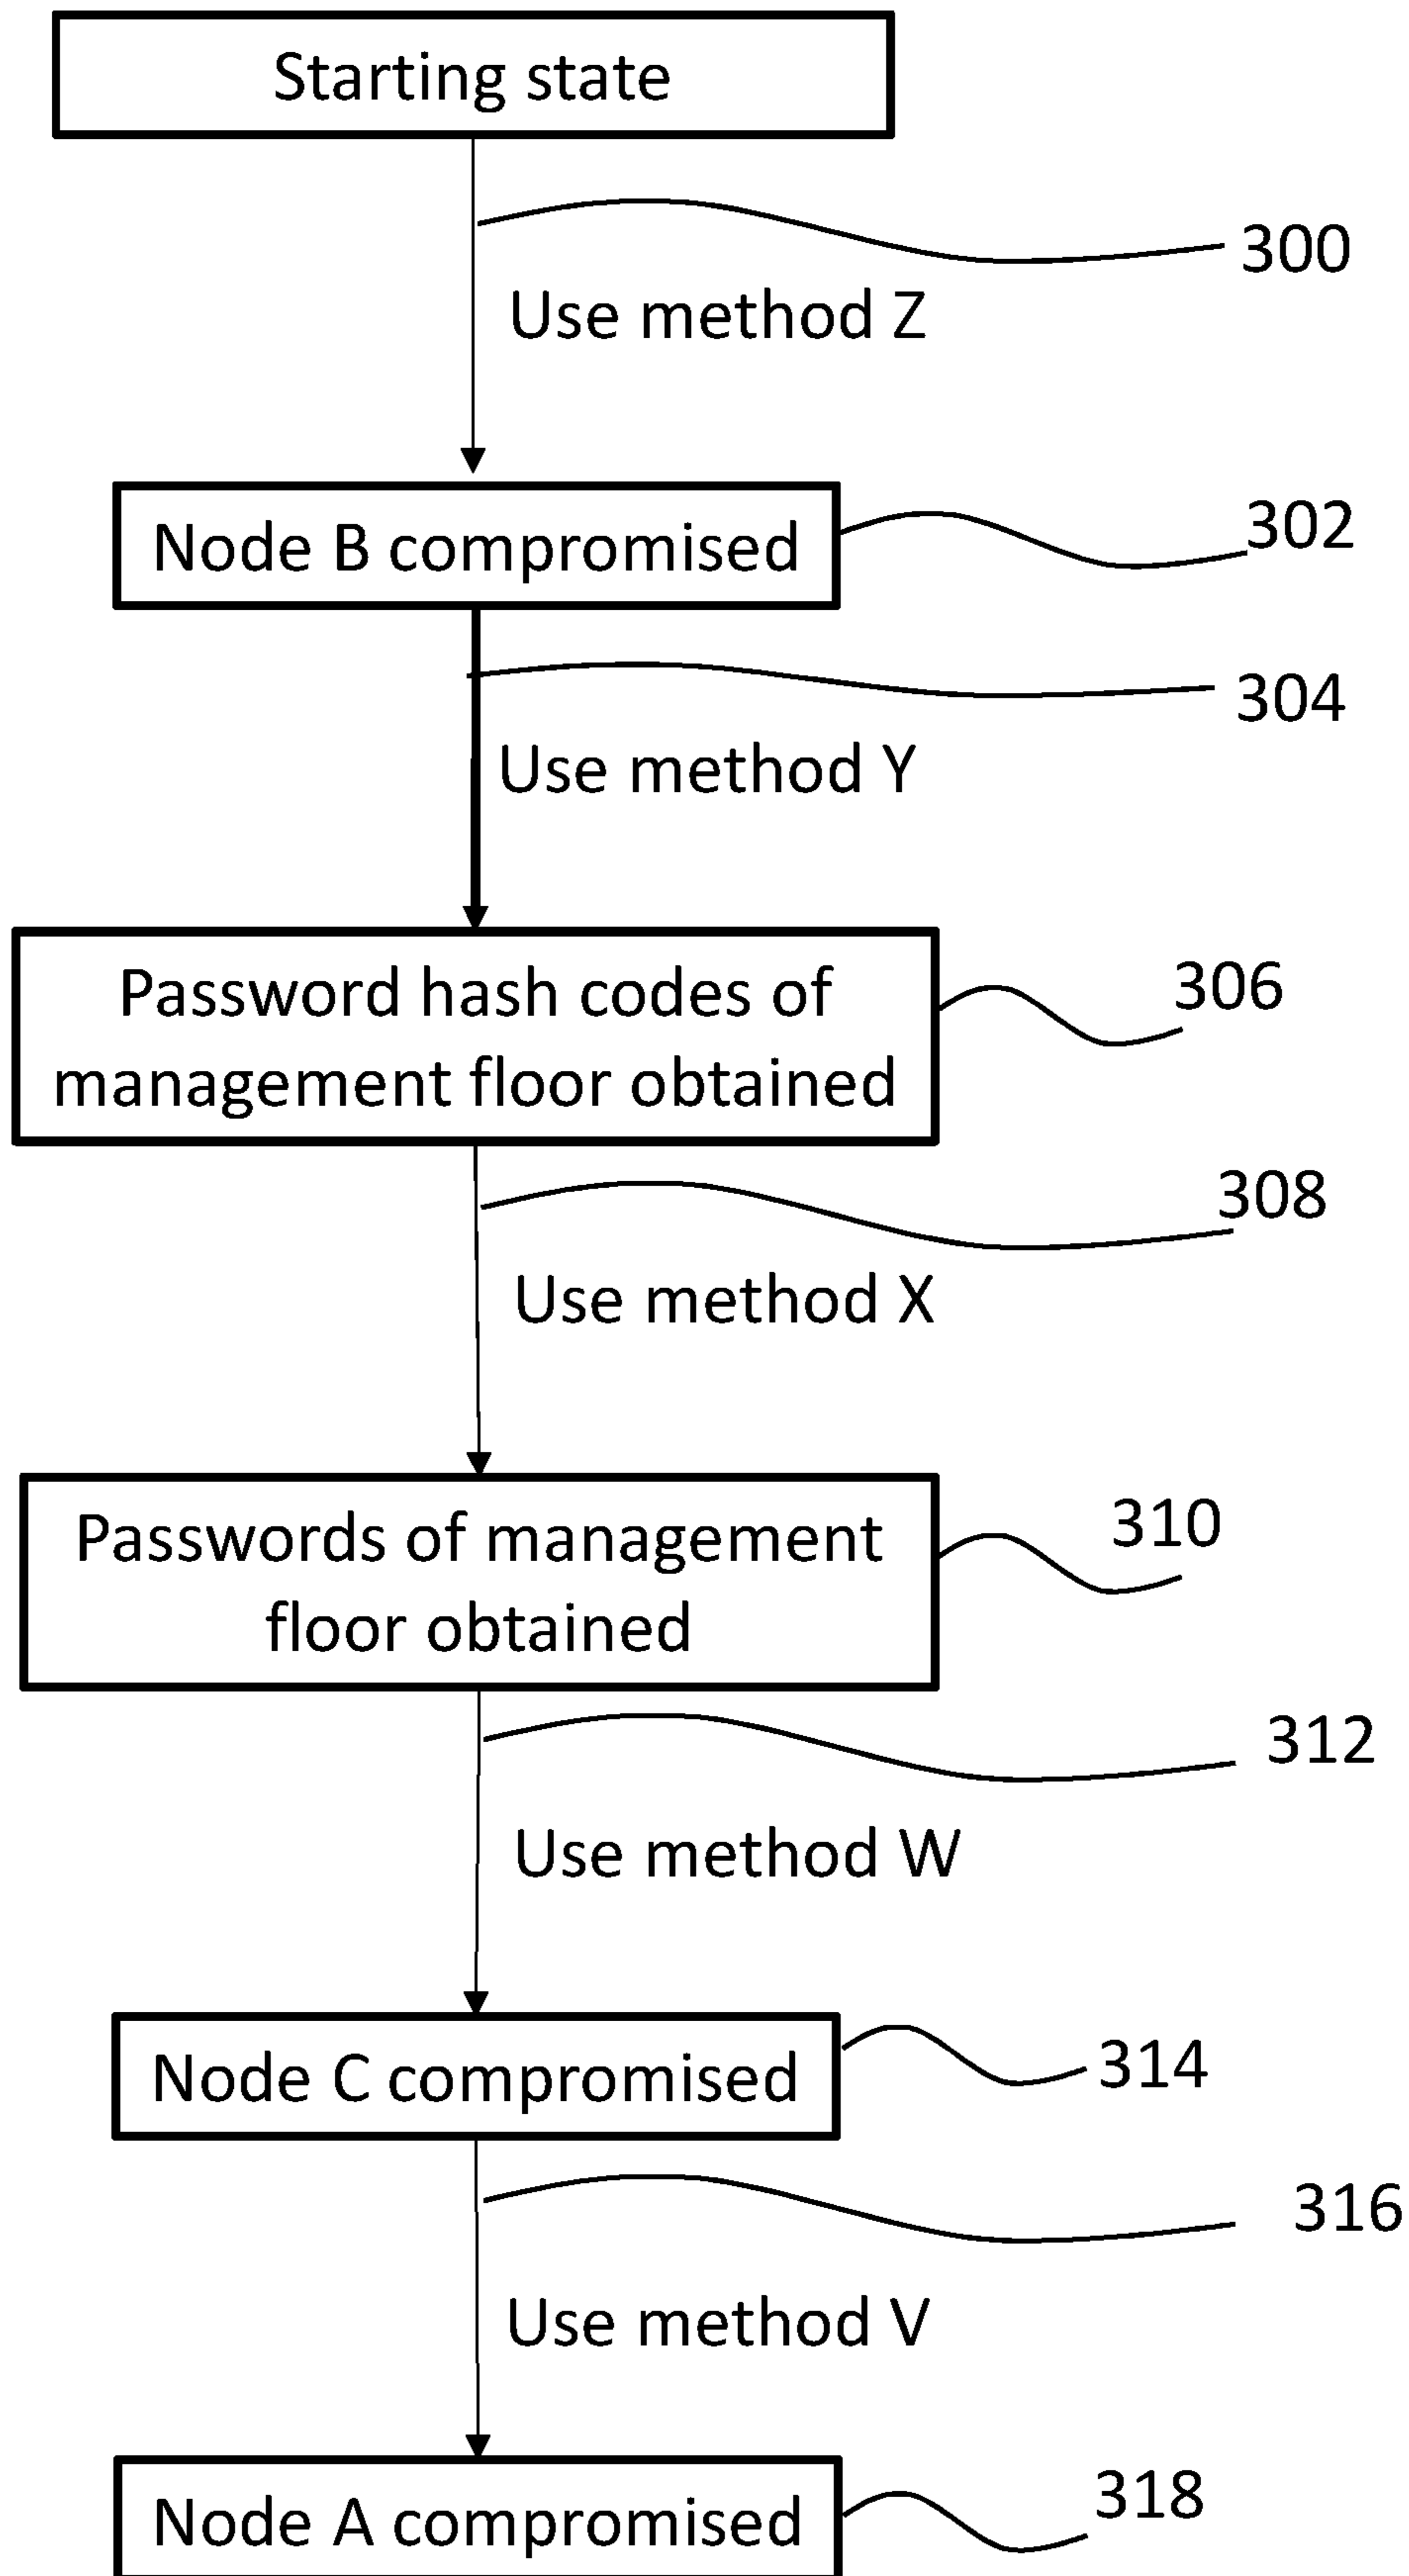 Starting state
300
Use method Z
Node B compromised
302
304
Use method Y
Password hash codes of
management floor obtained
306
308
Use method X
Passwords of management
floor obtained
310
312
Use method W
Node C compromised
314
316
Use method V
Node A compromised
318